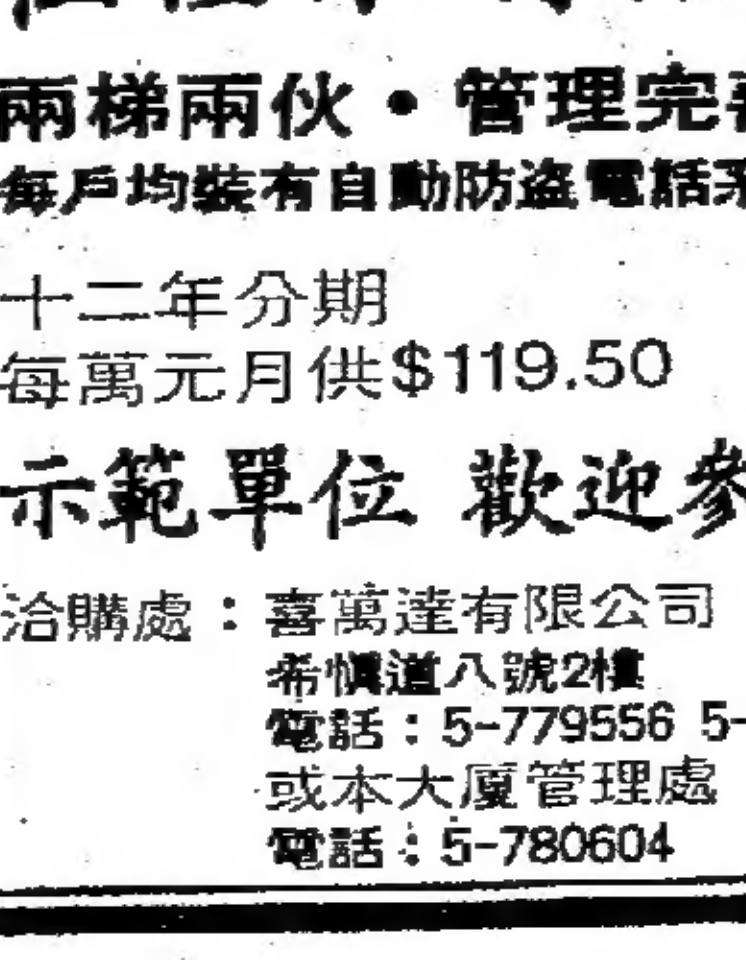 兩梯兩伙·管理完
每戶均裝有自動防盜電話
十二年分期
每萬元月供$119.50
示範單位 歡迎參
洽購處：喜萬達有限公司
希慎道八號2樓
電話：5-779556 5-
或本大厦管理處
電話：5-780604